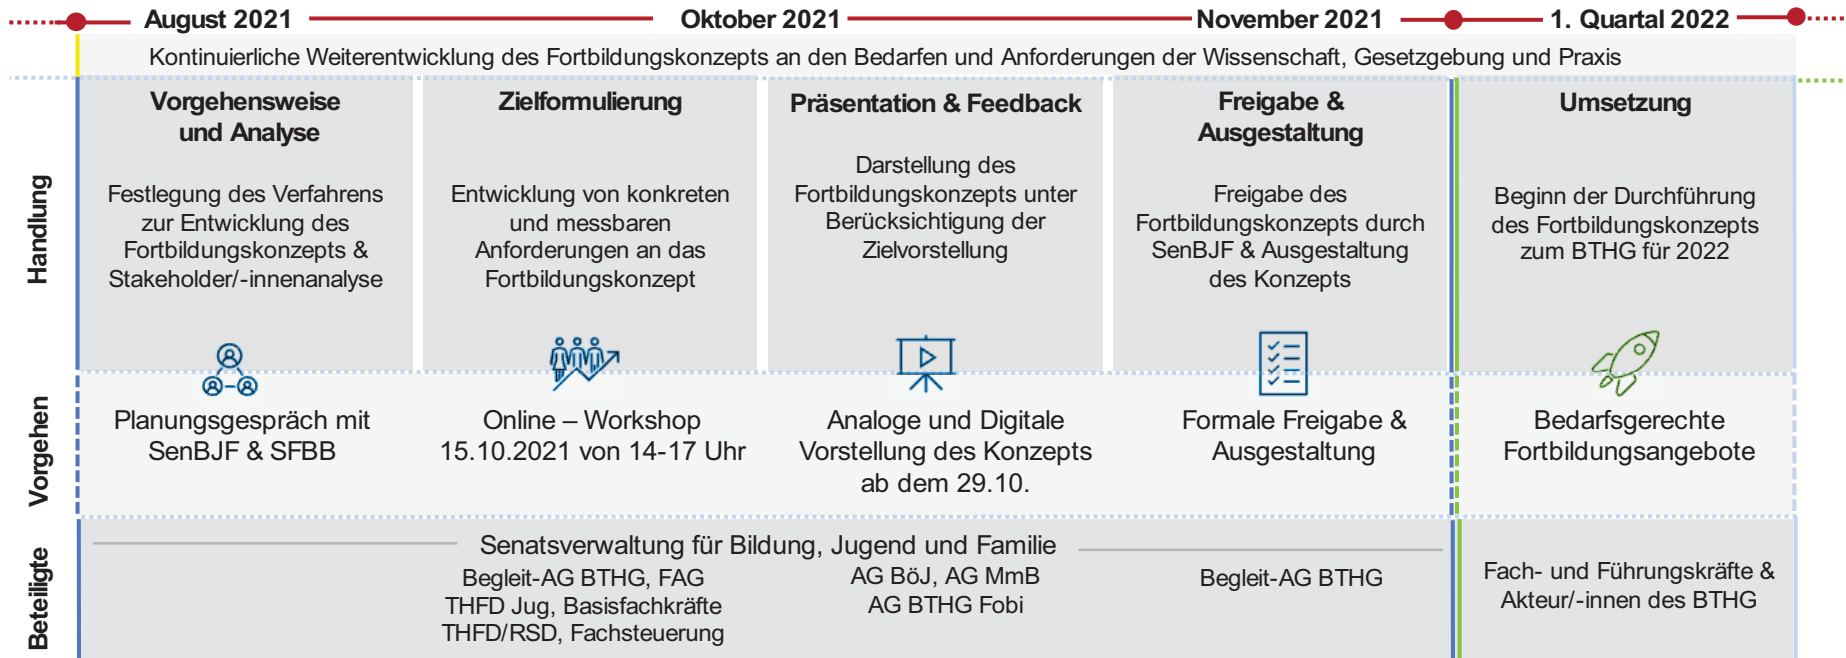 August 2021
Oktober 2021
November 2021
1. Quartal 2022
Kontinuierliche Weiterentwicklung des Fortbildungskonzepts an den Bedarfen und Anforderungen der Wissenschaft, Gesetzgebung und Praxis
Handlung
Vorgehensweise
und Analyse
Festlegung des Verfahrens
zur Entwicklung des
Fortbildungskonzepts &
Stakeholder/-innenanalyse
Zielformulierung
Entwicklung von konkreten
und messbaren
Anforderungen an das
Fortbildungskonzept
Präsentation & Feedback
Darstellung des
Fortbildungskonzepts unter
Berücksichtigung der
Zielvorstellung
Freigabe &
Ausgestaltung
Freigabe des
Fortbildungskonzepts durch
SenBJF & Ausgestaltung
des Konzepts
Umsetzung
Beginn der Durchführung
des Fortbildungskonzepts
zum BTHG für 2022
Vorgehen
Planungsgespräch mit
SenBJF & SFBB
Online – Workshop
15.10.2021 von 14-17 Uhr
Analoge und Digitale
Vorstellung des Konzepts
ab dem 29.10.
Formale Freigabe &
Ausgestaltung
Bedarfsgerechte
Fortbildungsangebote
Beteiligte
Senatsverwaltung für Bildung, Jugend und Familie
Begleit-AG BTHG, FAG
THFD Jug, Basisfachkräfte
THFD/RSD, Fachsteuerung
AG BöJ, AG MmB
AG BTHG Fobi
Begleit-AG BTHG
Fach- und Führungskräfte &
Akteur/-innen des BTHG